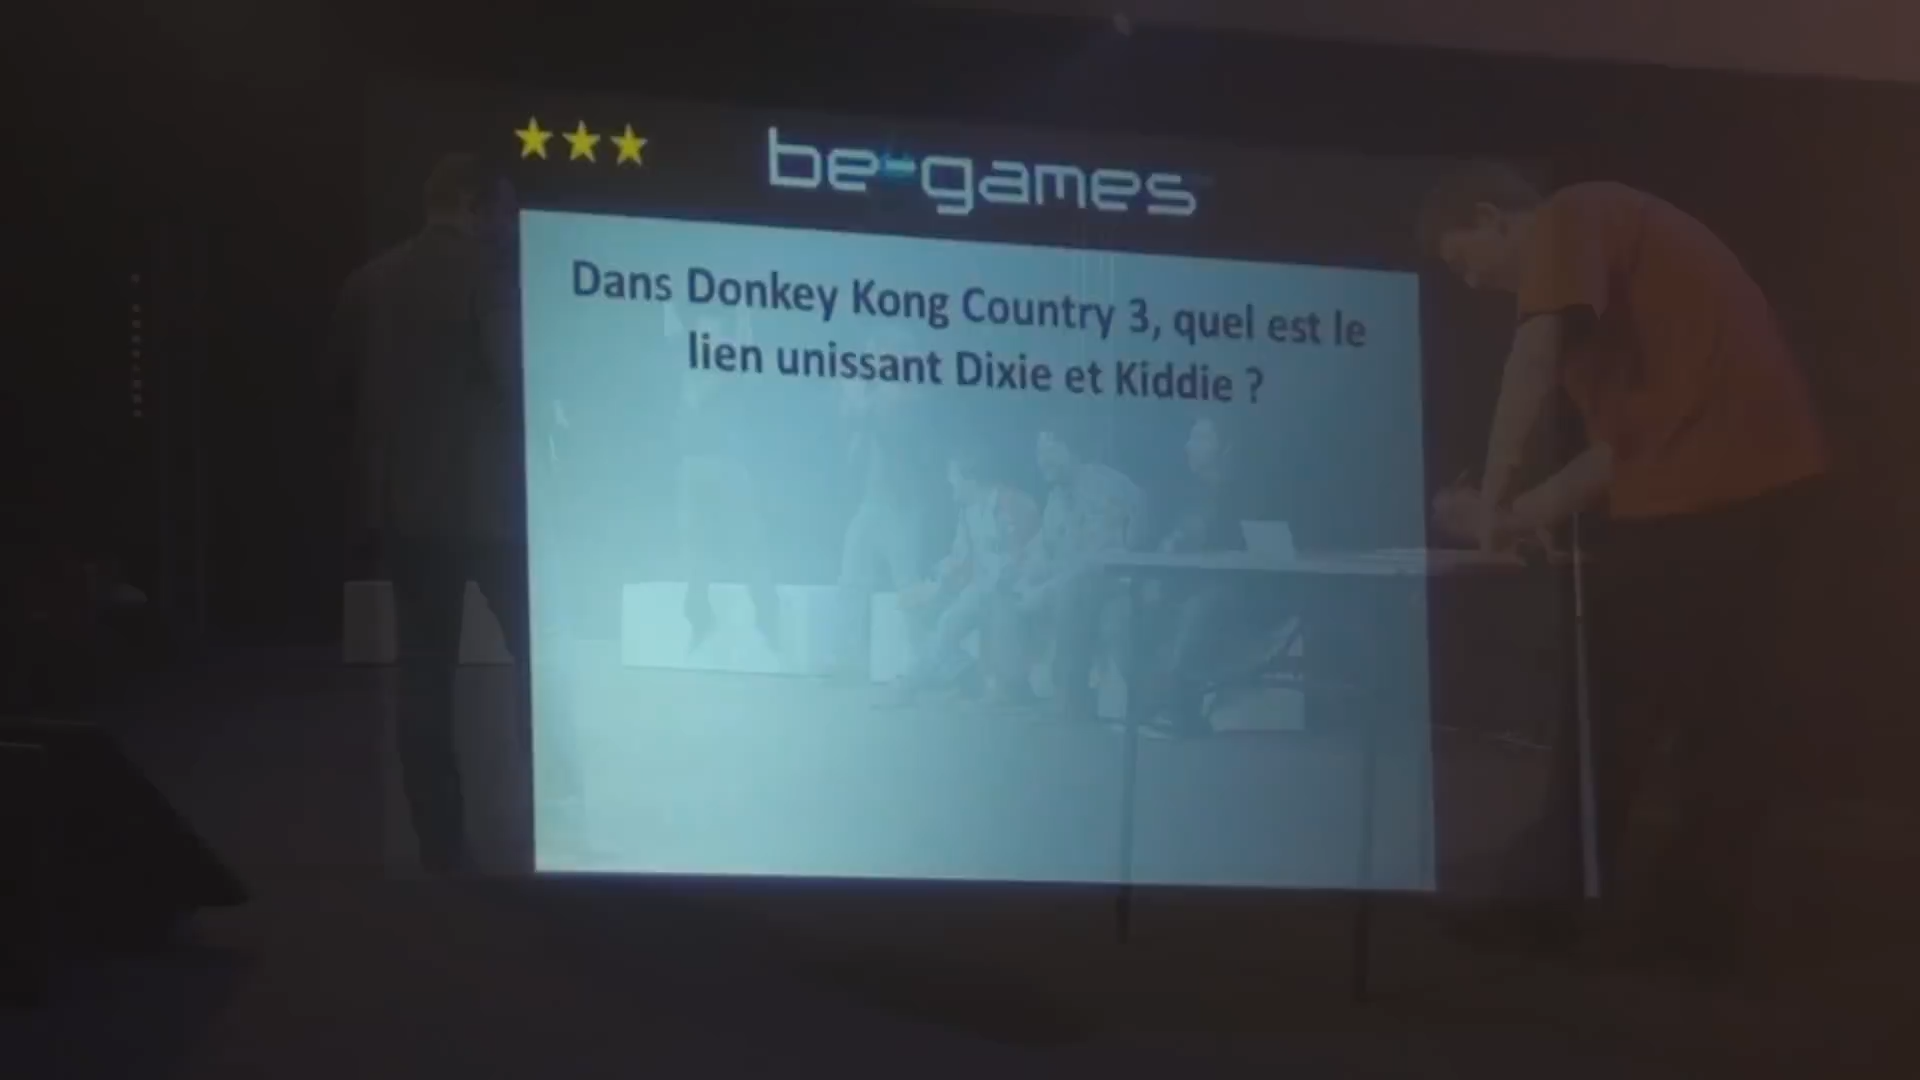 be-games
Dans Donkey Kong Country 3, quel est le
lien unissant Dixie et Kiddie ?